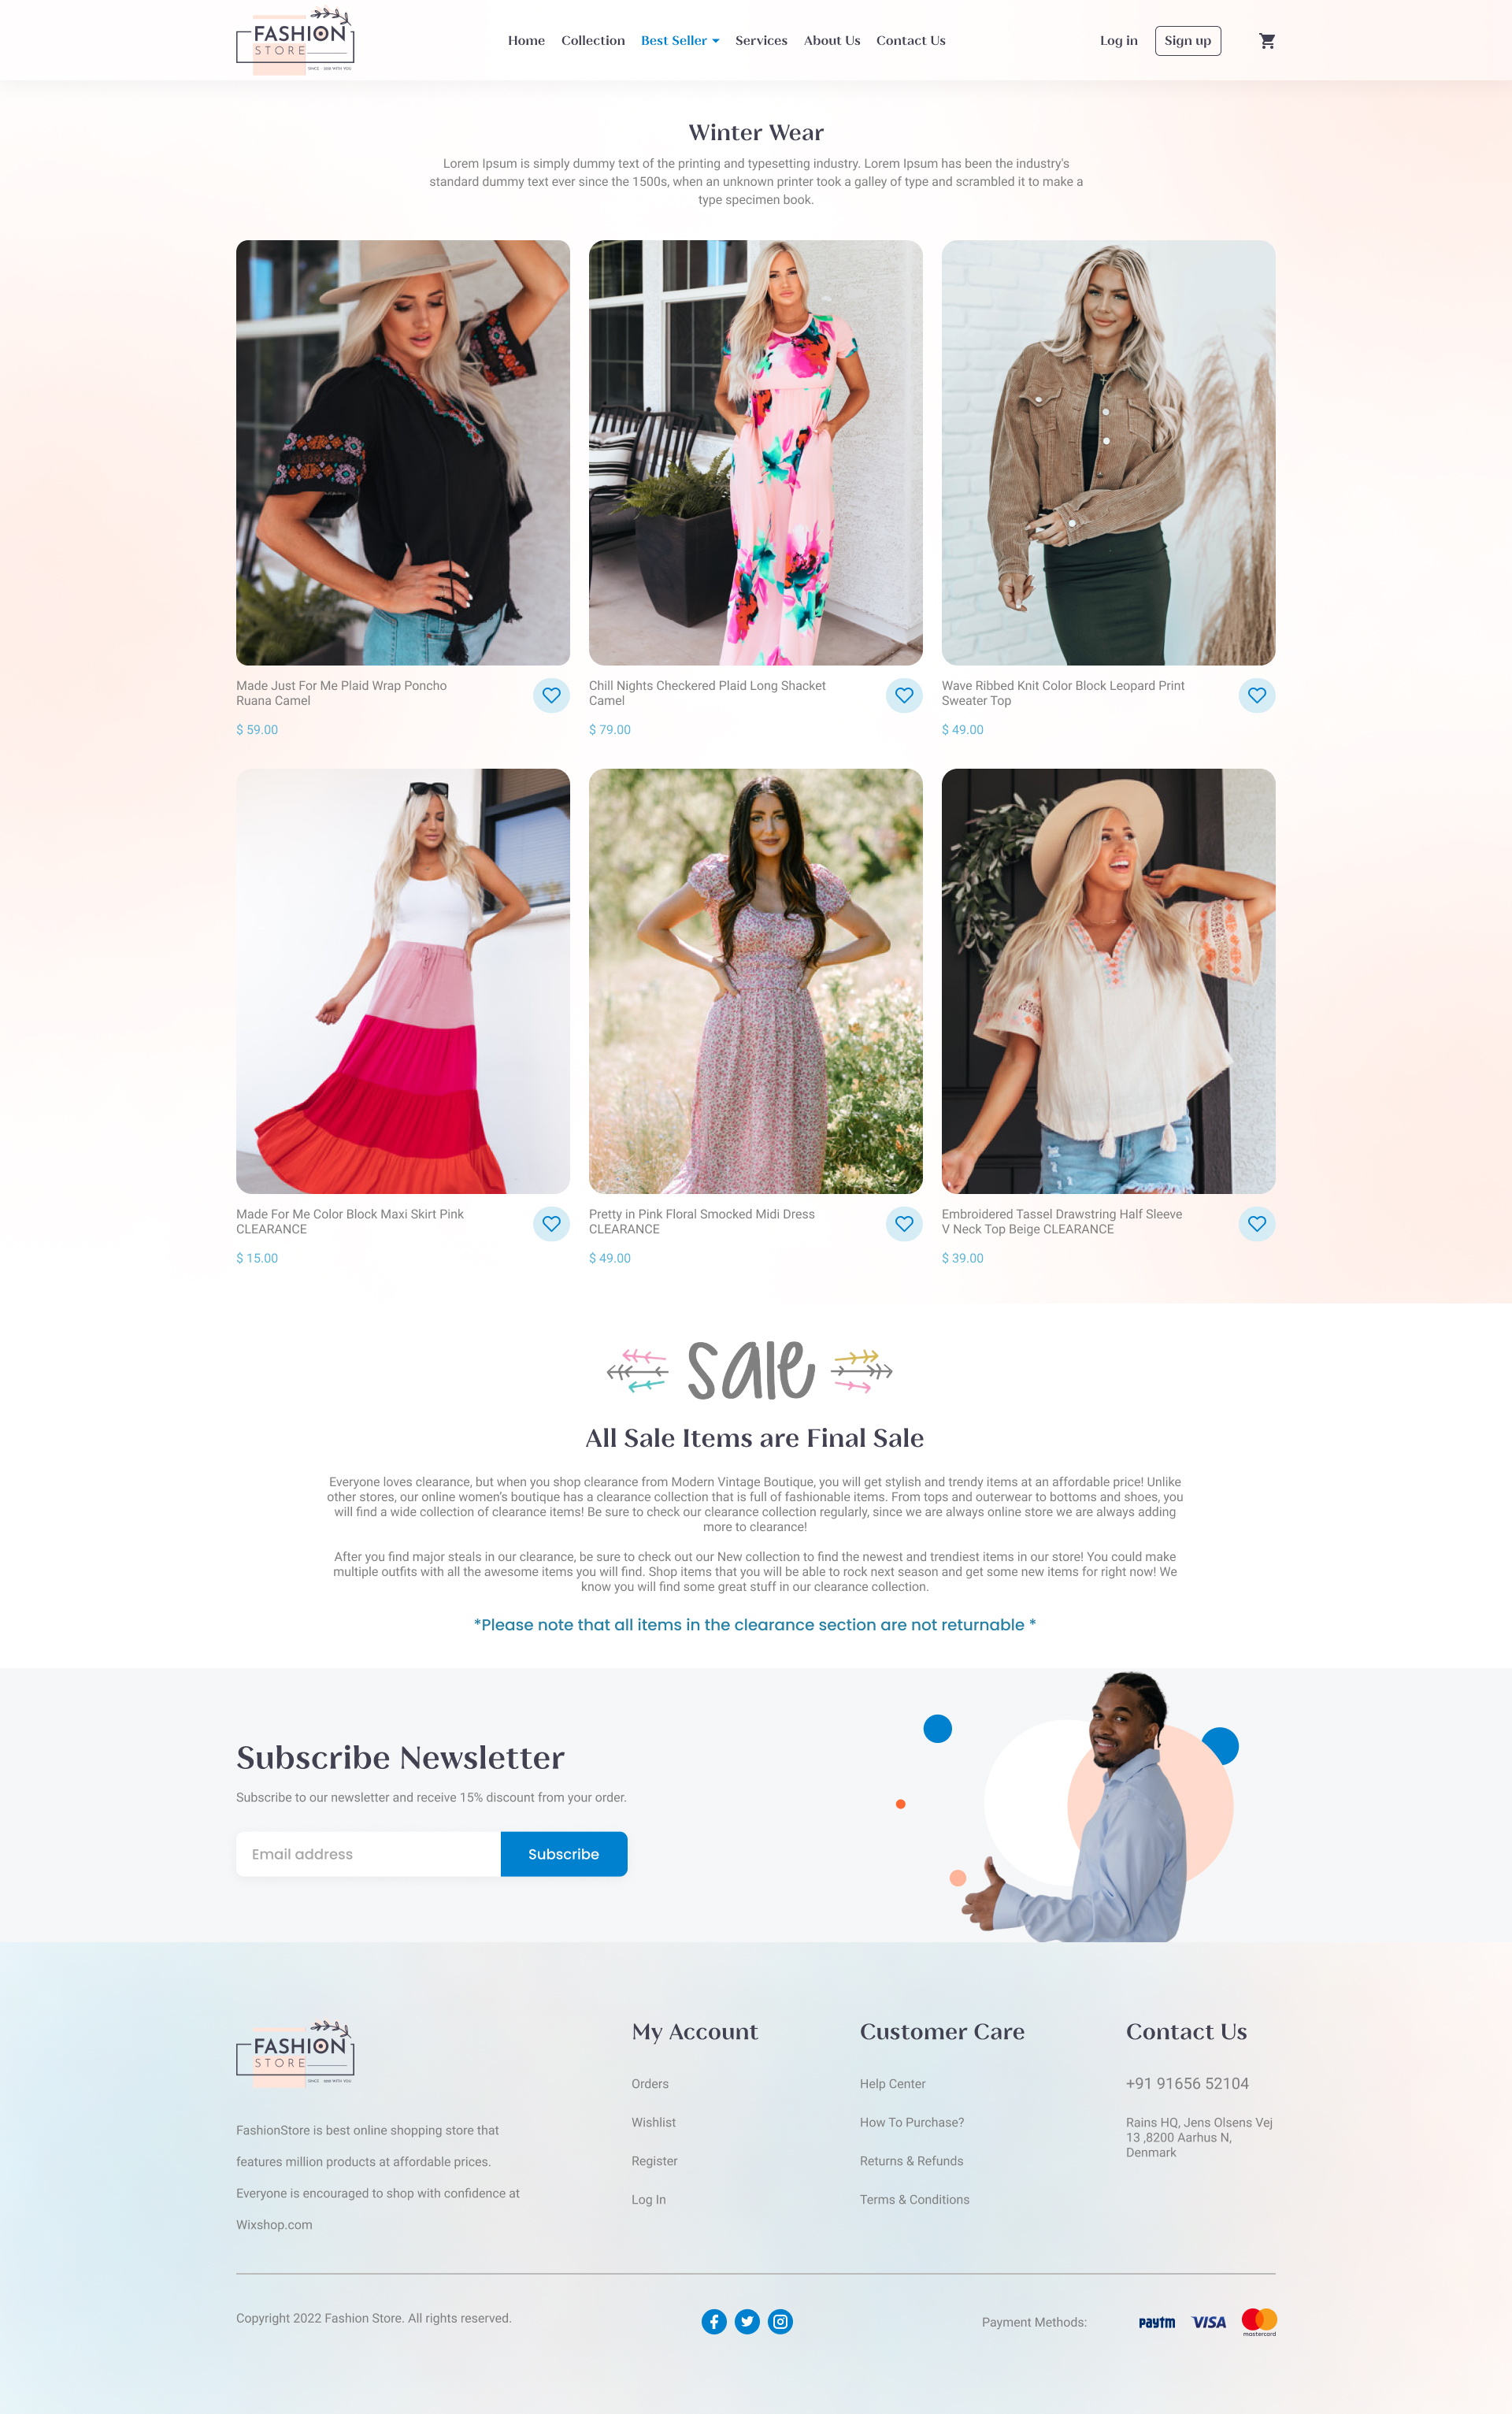 FASHION
STORE
Home Collection Best Seller Services About Us Contact Us Log in Sign up
Winter Wear
Lorem Ipsum is simply dummy text of the printing and typesetting industry. Lorem Ipsum has been the industry's
standard dummy text ever since the 1500s, when an unknown printer took a galley of type and scrambled it to make a
type specimen book.
Made Just For Me Plaid Wrap Poncho
Ruana Camel
$ 59.00
Chill Nights Checkered Plaid Long Shacket
Camel
$ 79.00
Wave Ribbed Knit Color Block Leopard Print
Sweater Top
$ 49.00
Made For Me Color Block Maxi Skirt Pink
CLEARANCE
$ 15.00
Pretty in Pink Floral Smocked Midi Dress
CLEARANCE
$ 49.00
Embroidered Tassel Drawstring Half Sleeve
V Neck Top Beige CLEARANCE
$ 39.00
sale
All Sale Items are Final Sale
Everyone loves clearance, but when you shop clearance from Modern Vintage Boutique, you will get stylish and trendy items at an affordable price! Unlike
other stores, our online women's boutique has a clearance collection that is full of fashionable items. From tops and outerwear to bottoms and shoes, you
will find a wide collection of clearance items! Be sure to check our clearance collection regularly, since we are always online store we are always adding
more to clearance!
After you find major steals in our clearance, be sure to check out our New collection to find the newest and trendiest items in our store! You could make
multiple outfits with all the awesome items you will find. Shop items that you will be able to rock next season and get some new items for right now! We
know you will find some great stuff in our clearance collection.
*Please note that all items in the clearance section are not returnable *
Subscribe Newsletter
Subscribe to our newsletter and receive 15% discount from your order.
Email address
Subscribe
FASHION
STORE
FashionStore is best online shopping store that
features million products at affordable prices.
Everyone is encouraged to shop with confidence at
Wixshop.com
My Account
Orders
Wishlist
Register
Log In
Customer Care
Help Center
How To Purchase?
Returns & Refunds
Terms & Conditions
Contact Us
+91 91656 52104
Rains HQ, Jens Olsens Vej
13 ,8200 Aarhus N,
Denmark
Copyright 2022 Fashion Store. All rights reserved.
Payment Methods:
paytm
VISA
mastercard